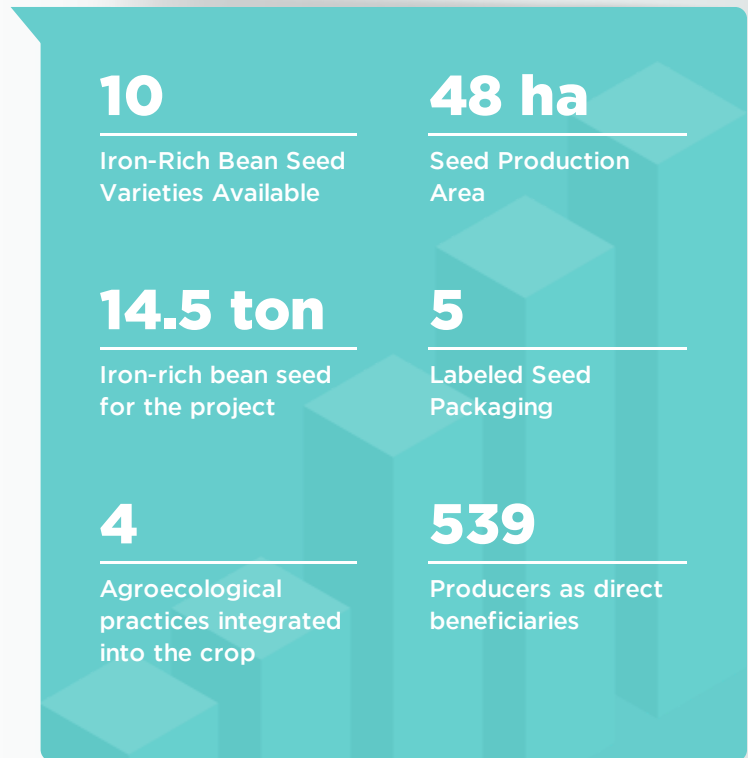 10
Iron-Rich Bean Seed
Varieties Available
48 ha
Seed Production
Area
14.5 ton
Iron-rich bean seed
for the project
5
Labeled Seed
Packaging
4
Agroecological
practices integrated
into the crop
539
Producers as direct
beneficiaries